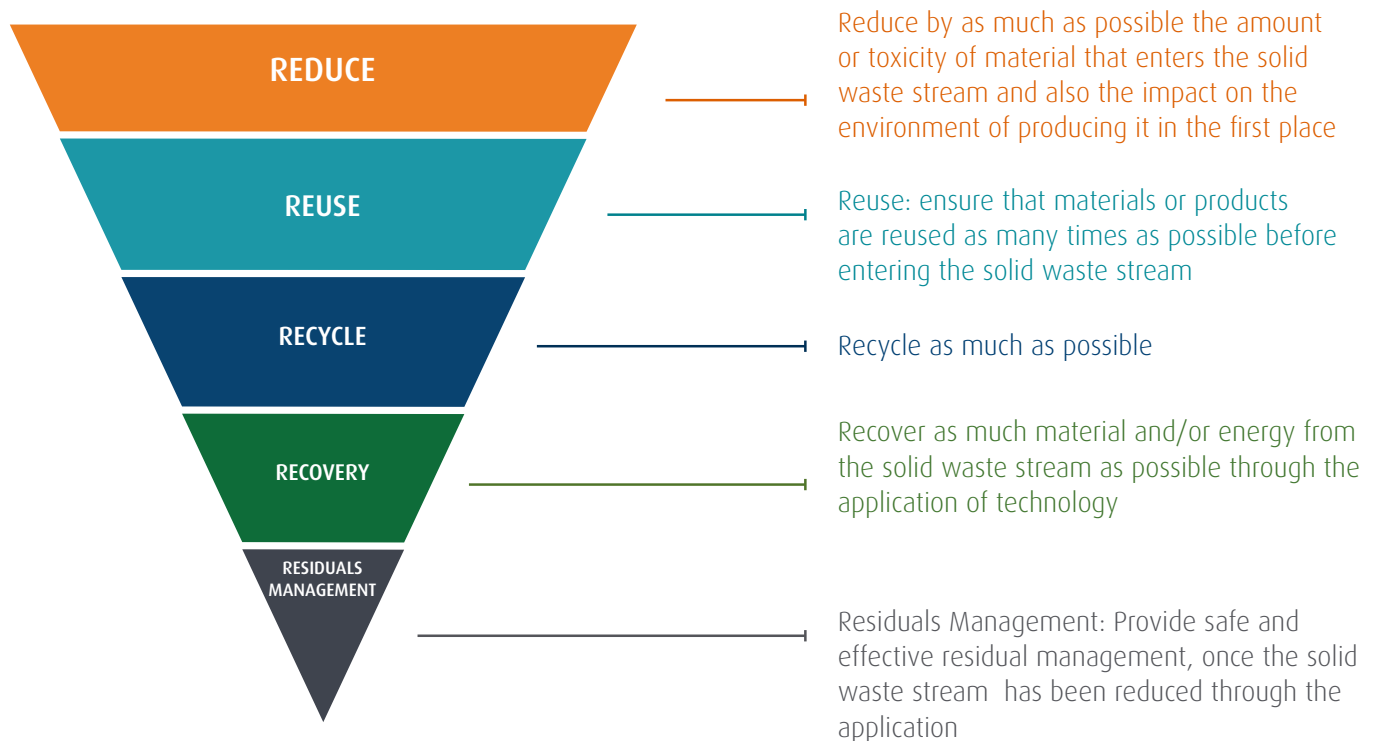 REDUCE
Reduce by as much as possible the amount
or toxicity of material that enters the solid
waste stream and also the impact on the
environment of producing it in the first place
REUSE
Reuse: ensure that materials or products
are reused as many times as possible before
entering the solid waste stream
RECYCLE
Recycle as much as possible
RECOVERY
Recover as much material and/or energy from
the solid waste stream as possible through the
application of technology
RESIDUALS
MANAGEMENT
Residuals Management: Provide safe and
effective residual management, once the solid
waste stream has been reduced through the
application